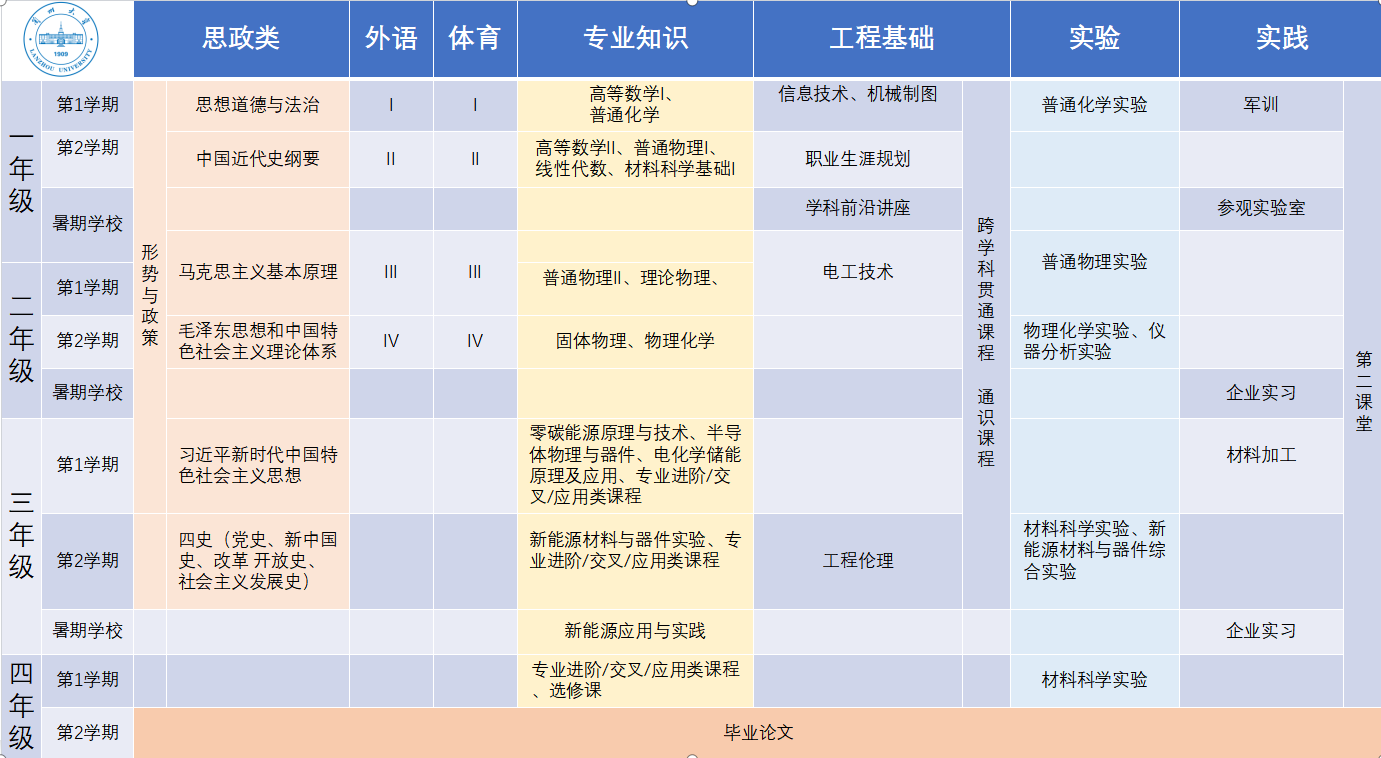 兰州大学
1909
LANZHOU UNIVERSITY
思政类 外语 体育 专业知识 工程基础 实验 实践
一年级
第1学期 思想道德与法治 I I 高等数学I、
普通化学 信息技术、机械制图 普通化学实验 军训
第2学期 中国近代史纲要 II II 高等数学II、普通物理I、
线性代数、材料科学基础I 职业生涯规划
暑期学校 学科前沿讲座 参观实验室
形势与政策
跨学科贯通课程 通识课程
第二课堂
二年级
第1学期 马克思主义基本原理 III III 普通物理II、理论物理、 电工技术 普通物理实验
第2学期 毛泽东思想和中国特
色社会主义理论体系 IV IV 固体物理、物理化学 物理化学实验、仪
器分析实验
暑期学校 企业实习
三年级
第1学期 习近平新时代中国特
色社会主义思想 零碳能源原理与技术、半导
体物理与器件、电化学储能
原理及应用、专业进阶/交
叉/应用类课程 材料加工
第2学期 四史（党史、新中国
史、改革 开放史、
社会主义发展史） 新能源材料与器件实验、专
业进阶/交叉/应用类课程 工程伦理 材料科学实验、新
能源材料与器件综
合实验
暑期学校 新能源应用与实践 企业实习
四年级
第1学期 专业进阶/交叉/应用类课程
、选修课 材料科学实验
第2学期 毕业论文